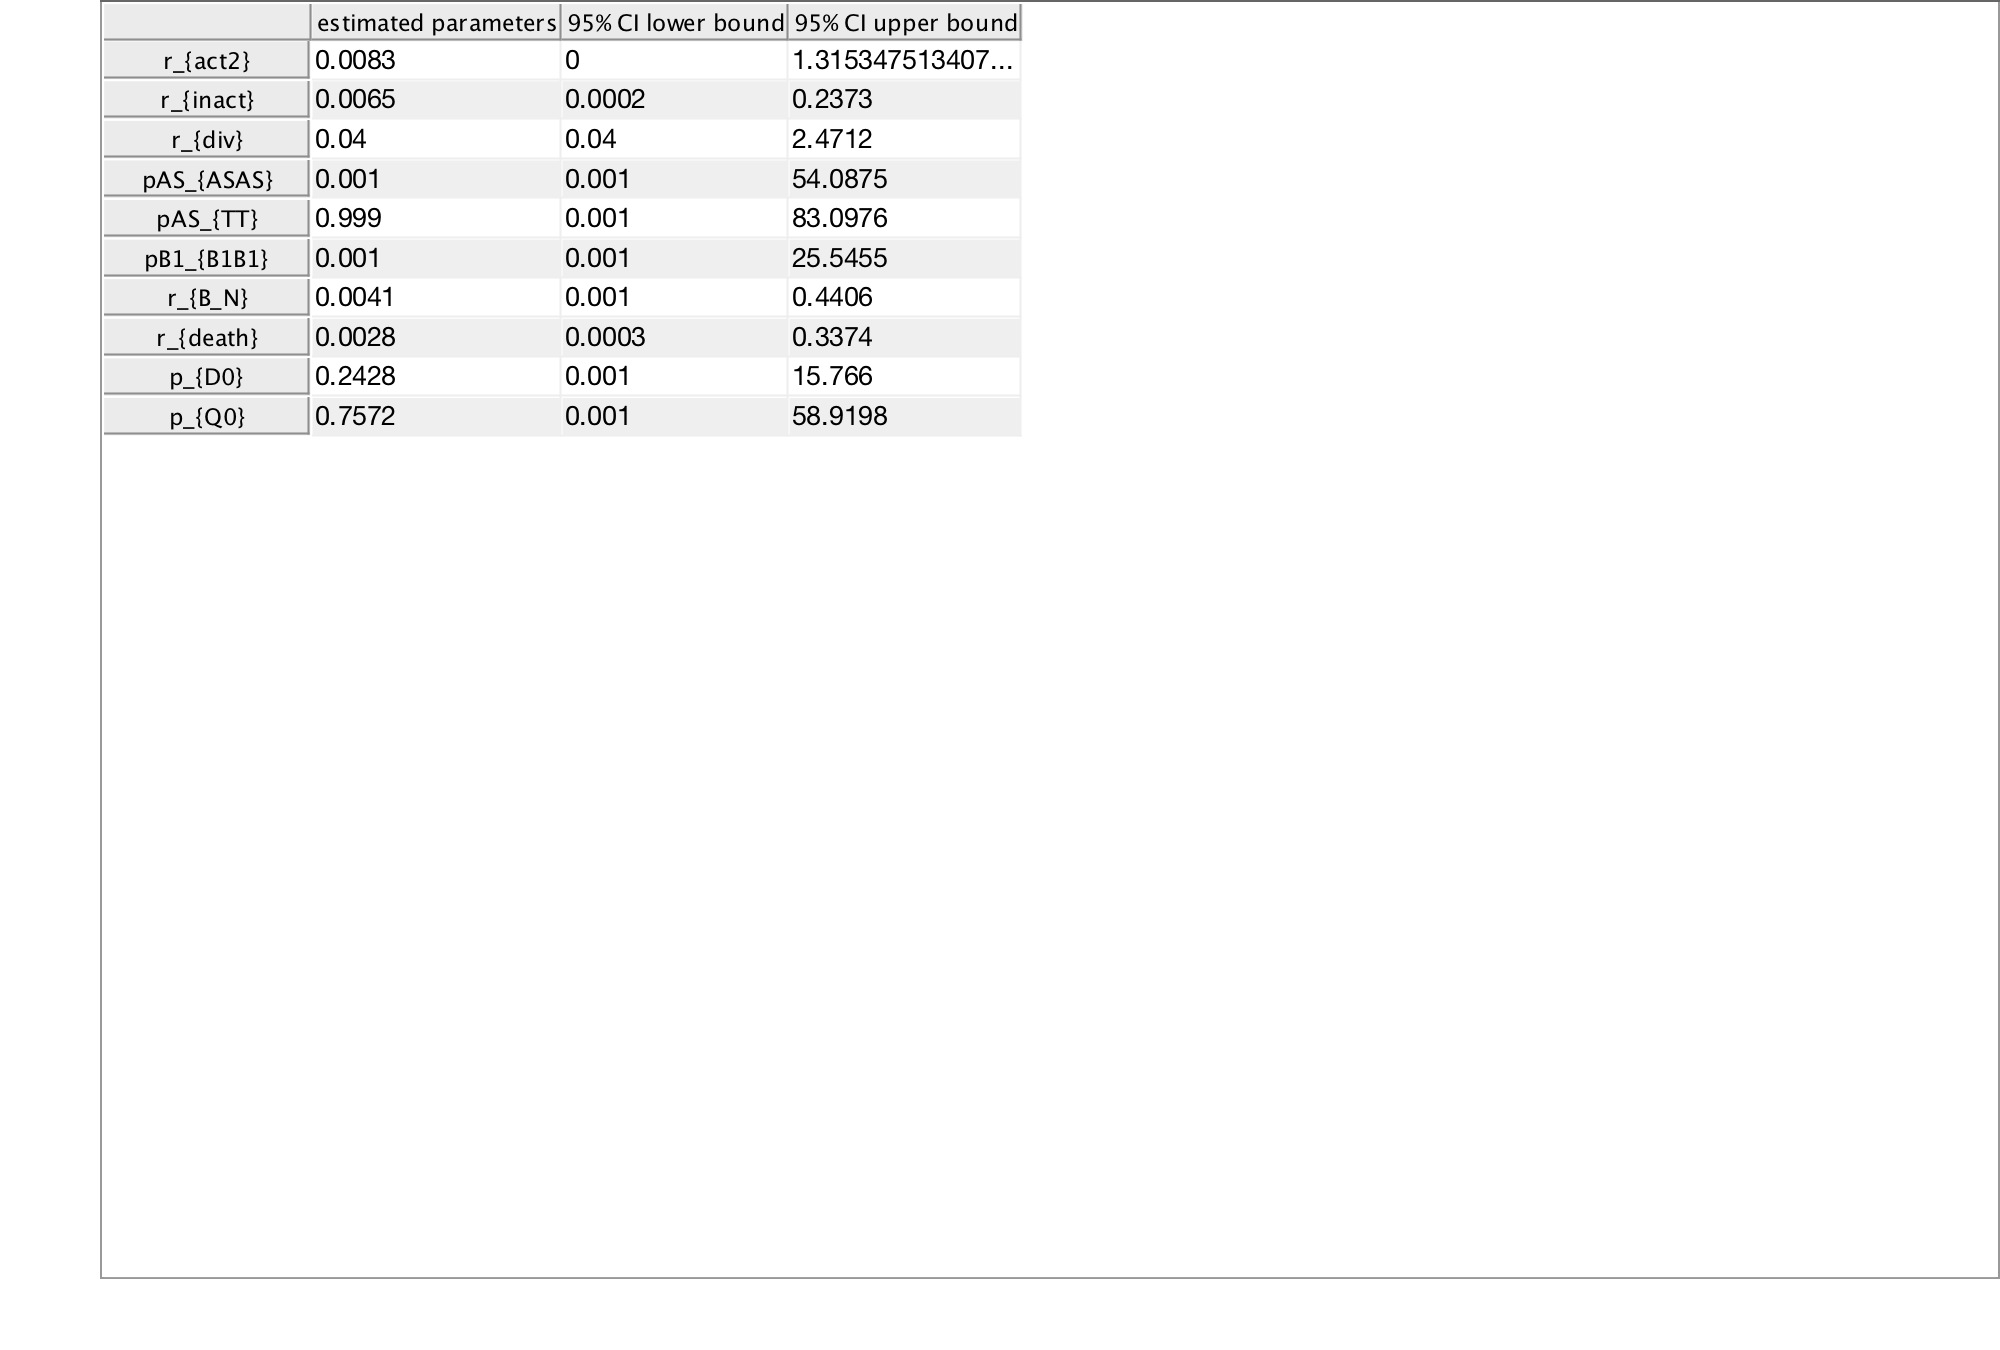 estimated parameters 95% CI lower bound 95% CI upper bound
r_{act2} 0.0083 0 1.315347513407...
r_{inact} 0.0065 0.0002 0.2373
r_{div} 0.04 0.04 2.4712
pAS_{ASAS} 0.001 0.001 54.0875
pAS_{TT} 0.999 0.001 83.0976
pB1_{B1B1} 0.001 0.001 25.5455
r_{B_N} 0.0041 0.001 0.4406
r_{death} 0.0028 0.0003 0.3374
p_{D0} 0.2428 0.001 15.766
p_{Q0} 0.7572 0.001 58.9198